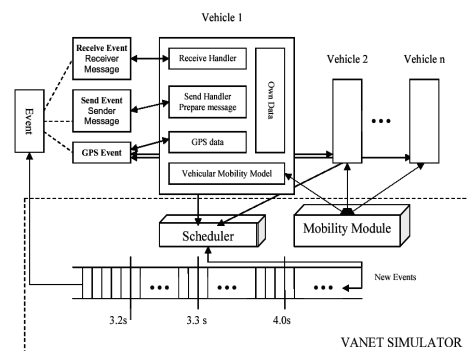 Vehicle 1
Receive Event
Receiver
Message
Receive Handler
Own Data
Vehicle 2
Vehicle n
Event
Send Event
Sender
Message
Send Handler
Prepare message
GPS Event
GPS data
Vehicular Mobility Model
Scheduler
Mobility Module
New Events
3.2s
3.3 s
4.0s
VANET SIMULATOR